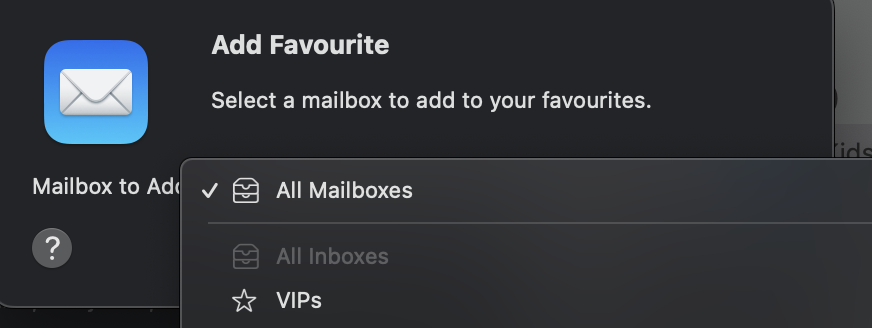 Add Favourite
Select a mailbox to add to your favourites.
Mailbox to Add
All Mailboxes
?
All Inboxes
VIPs